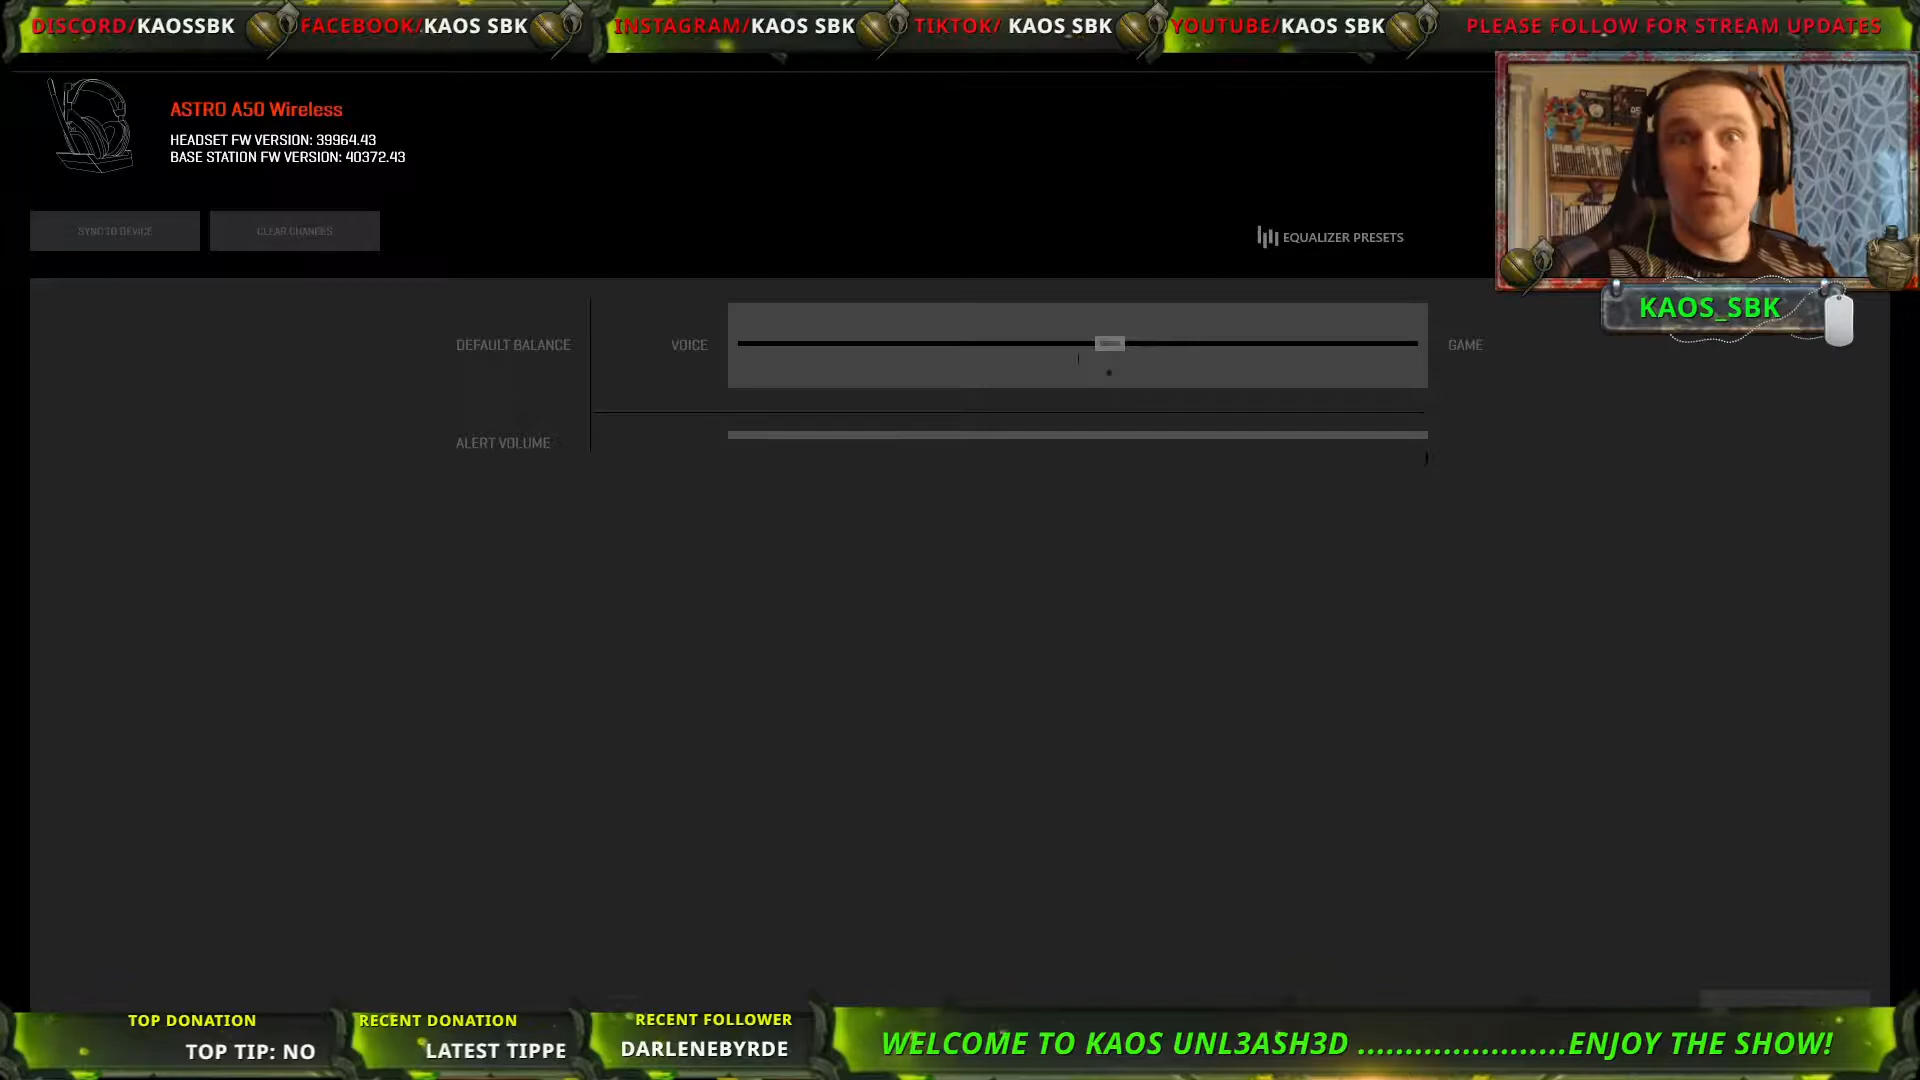 DISCORD/KAOSSBK FACEBOOK/KAOS SBK INSTAGRAM/KAOS SBK TIKTOK/ KAOS SBK YOUTUBE/KAOS SBK PLEASE FOLLOW FOR STREAM UPDATES
ASTRO A50 Wireless
HEADSET FW VERSION: 39964.43
BASE STATION FW VERSION: 40372.43
SYNC TO DEVICE CLEAR CHANGES
EQUALIZER PRESETS
KAOS_SBK
DEFAULT BALANCE VOICE GAME
ALERT VOLUME
TOP DONATION RECENT DONATION RECENT FOLLOWER
TOP TIP: NO LATEST TIPPE DARLENEBYRDE
WELCOME TO KAOS UNL3ASH3D ......................ENJOY THE SHOW!